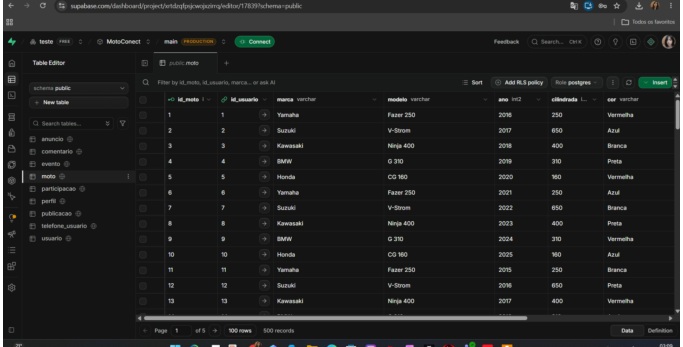 supabase.com/dashboard/project/
Todos os favoritos
teste FREE MotoConect main PRODUCTION Connect Feedback Search... Ctrl K
Table Editor public moto
schema public
New table
Search tables...
anuncio
comentario
evento
moto
participacao
perfil
publicacao
telefone_usuario
usuario
Filter by id_moto, id_usuario, marca... or ask AI Sort Add RLS policy Role postgres Insert
id_moto id_usuario marca varchar modelo varchar ano int2 cilindrada cor varchar
1 1 Yamaha Fazer 250 2016 250 Vermelha
2 2 Suzuki V-Strom 2017 650 Azul
3 3 Kawasaki Ninja 400 2018 400 Branca
4 4 BMW G 310 2019 310 Preta
5 5 Honda CG 160 2020 160 Vermelha
6 6 Yamaha Fazer 250 2021 250 Azul
7 7 Suzuki V-Strom 2022 650 Branca
8 8 Kawasaki Ninja 400 2023 400 Preta
9 9 BMW G 310 2024 310 Vermelha
10 10 Honda CG 160 2025 160 Azul
11 11 Yamaha Fazer 250 2015 250 Branca
12 12 Suzuki V-Strom 2016 650 Preta
13 13 Kawasaki Ninja 400 2017 400 Vermelha
Page 1 of 5 100 rows 500 records Data Definition